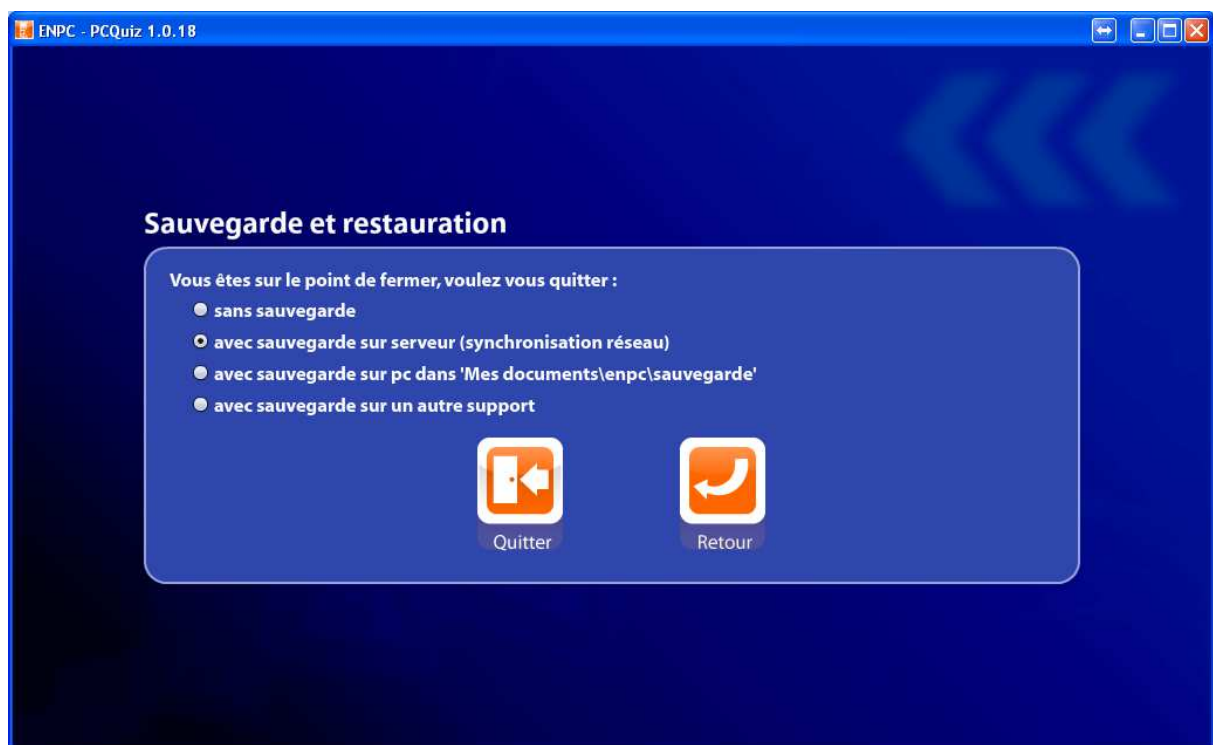 ENPC - PCQuiz 1.0.18
Sauvegarde et restauration
Vous êtes sur le point de fermer, voulez vous quitter :
sans sauvegarde
avec sauvegarde sur serveur (synchronisation réseau)
avec sauvegarde sur pc dans 'Mes documents\enpc\sauvegarde'
avec sauvegarde sur un autre support
Quitter
Retour